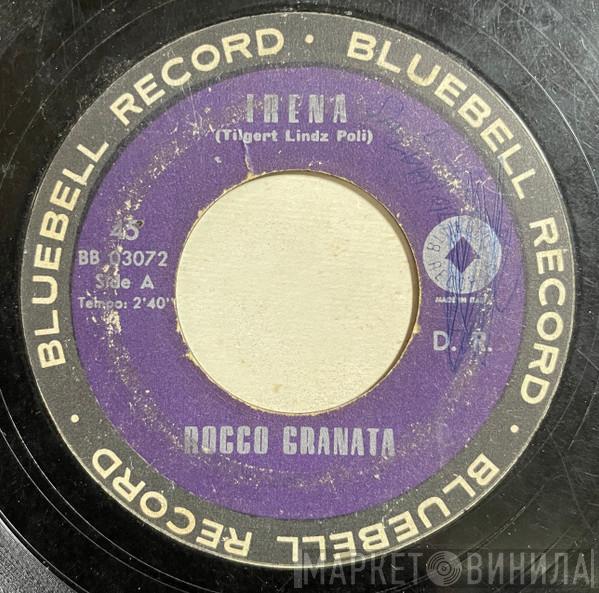 BLUEBELL RECORD · BLUEBELL RECORD · BLUEBELL RECORD · BLUEBELL RECORD ·
IRENA
(Tilgert Lindz Poli)
45
BB 03072
Side A
Tempo: 2'40''
MADE IN ITALY
D. R.
ROCCO GRANATA
МАРКЕТ ВИНИЛА